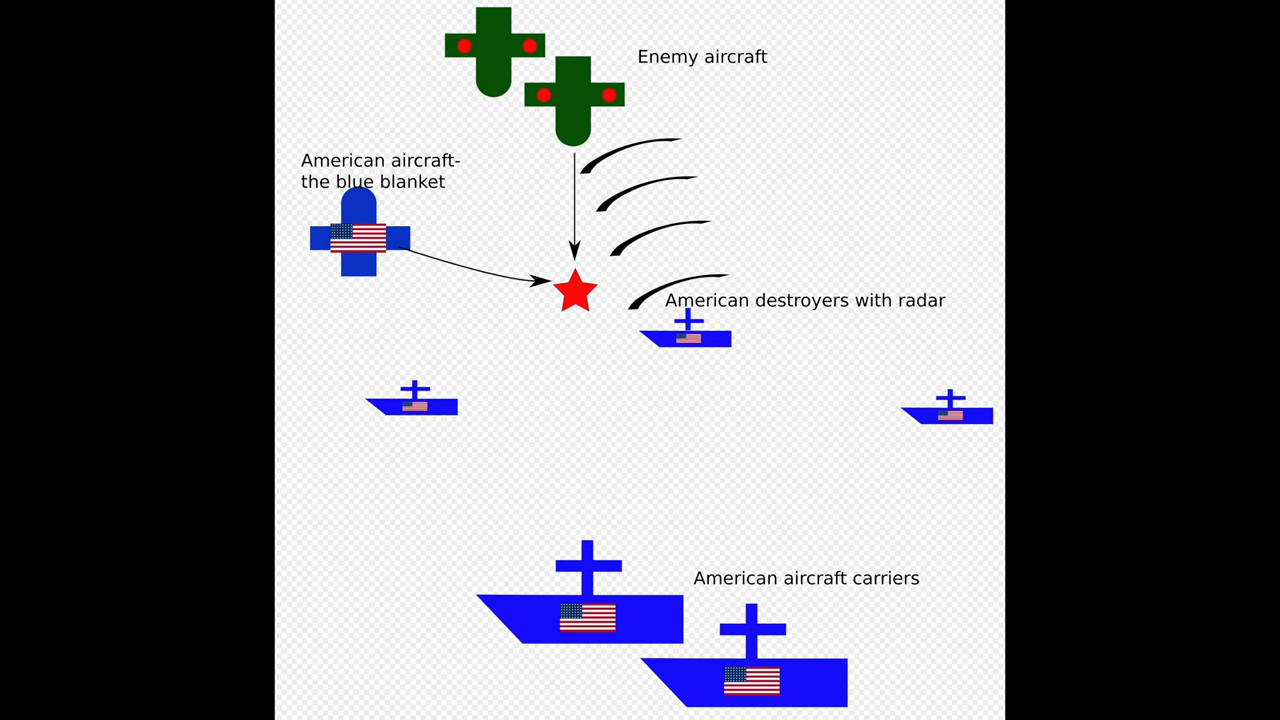 Enemy aircraft
American aircraft-
the blue blanket
American destroyers with radar
American aircraft carriers